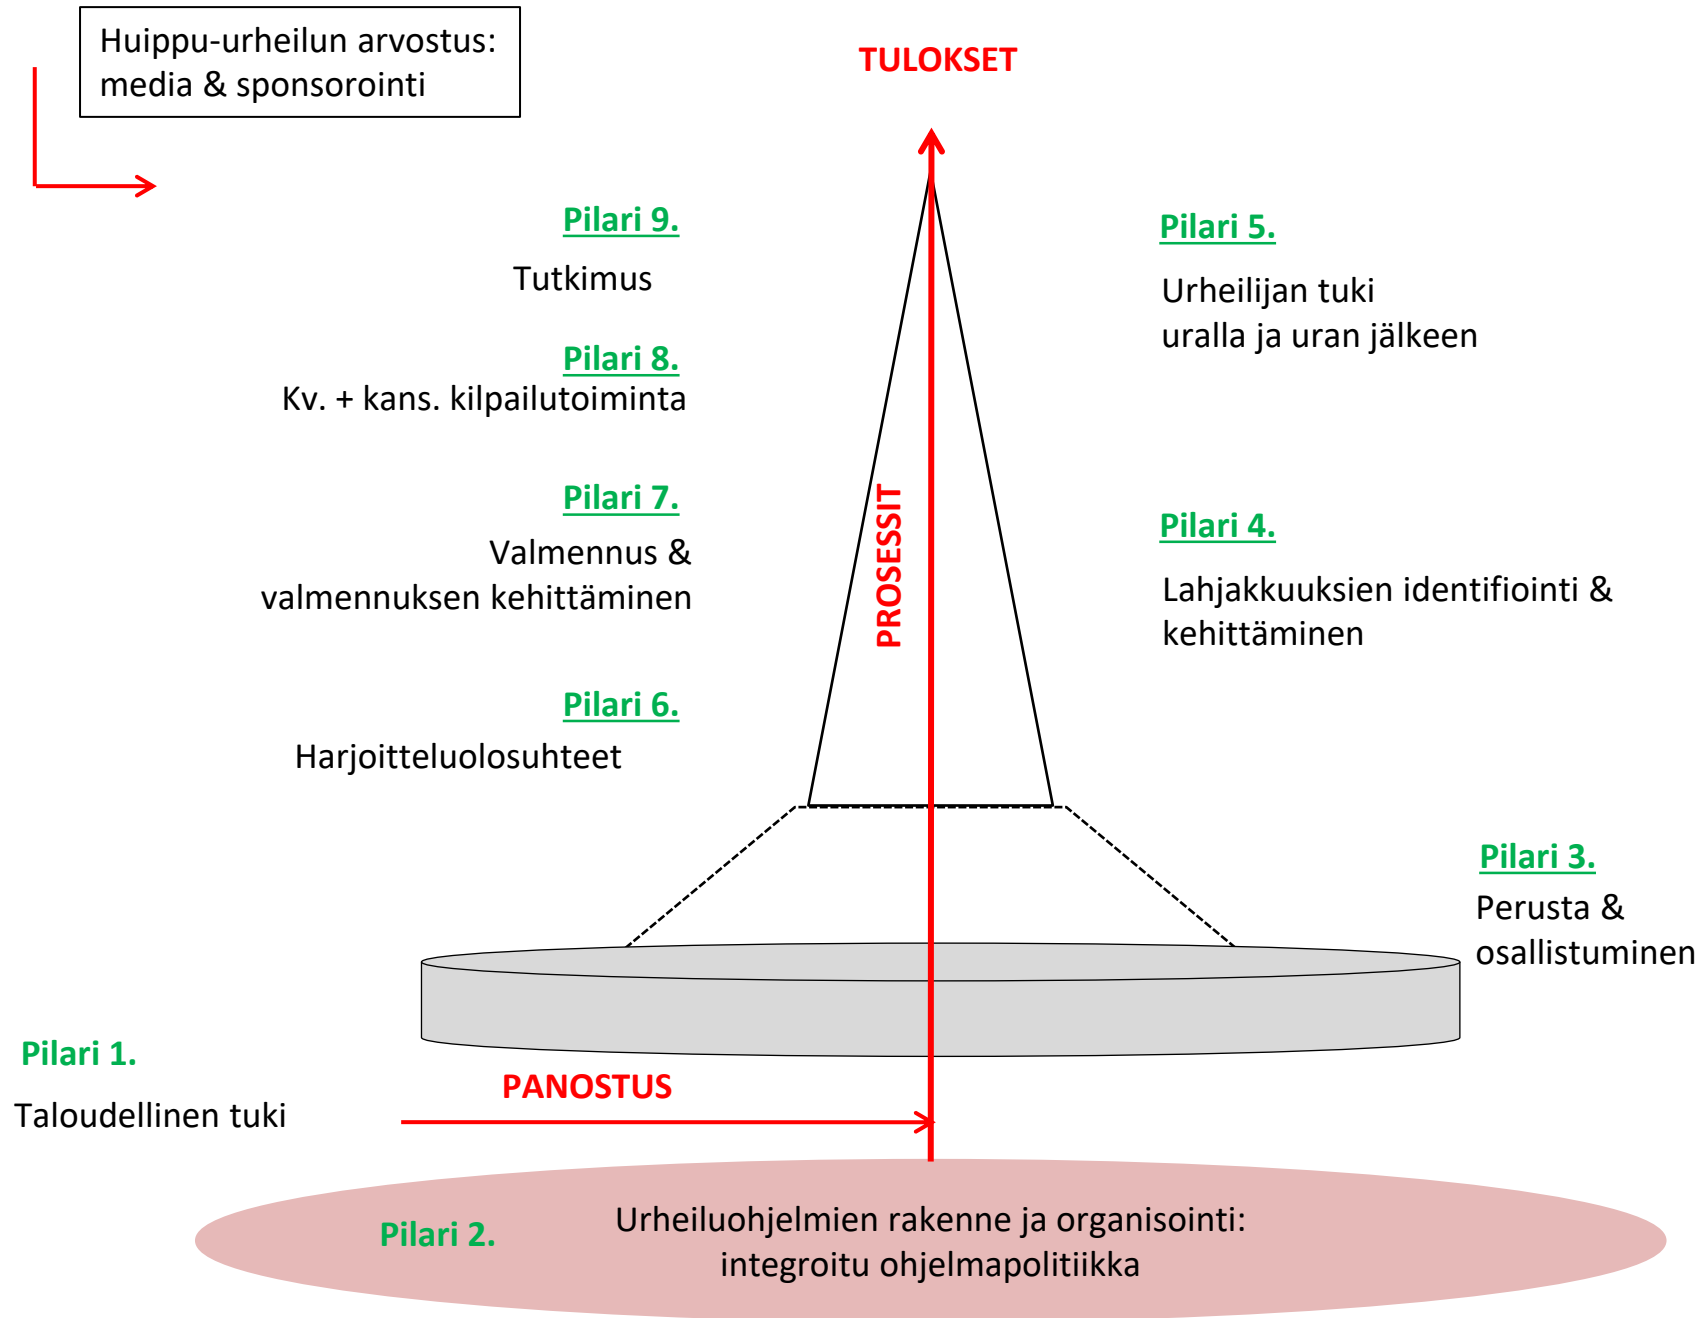 Huippu-urheilun arvostus:
media & sponsorointi
TULOKSET
Pilari 9.
Tutkimus
Pilari 8.
Kv. + kans. kilpailutoiminta
Pilari 7.
Valmennus &
valmennuksen kehittäminen
Pilari 6.
Harjoitteluolosuhteet
PROSESSIT
Pilari 5.
Urheilijan tuki
uralla ja uran jälkeen
Pilari 4.
Lahjakkuuksien identifiointi &
kehittäminen
Pilari 3.
Perusta &
osallistuminen
Pilari 1.
Taloudellinen tuki
PANOSTUS
Pilari 2.
Urheiluohjelmien rakenne ja organisointi:
integroitu ohjelmapolitiikka